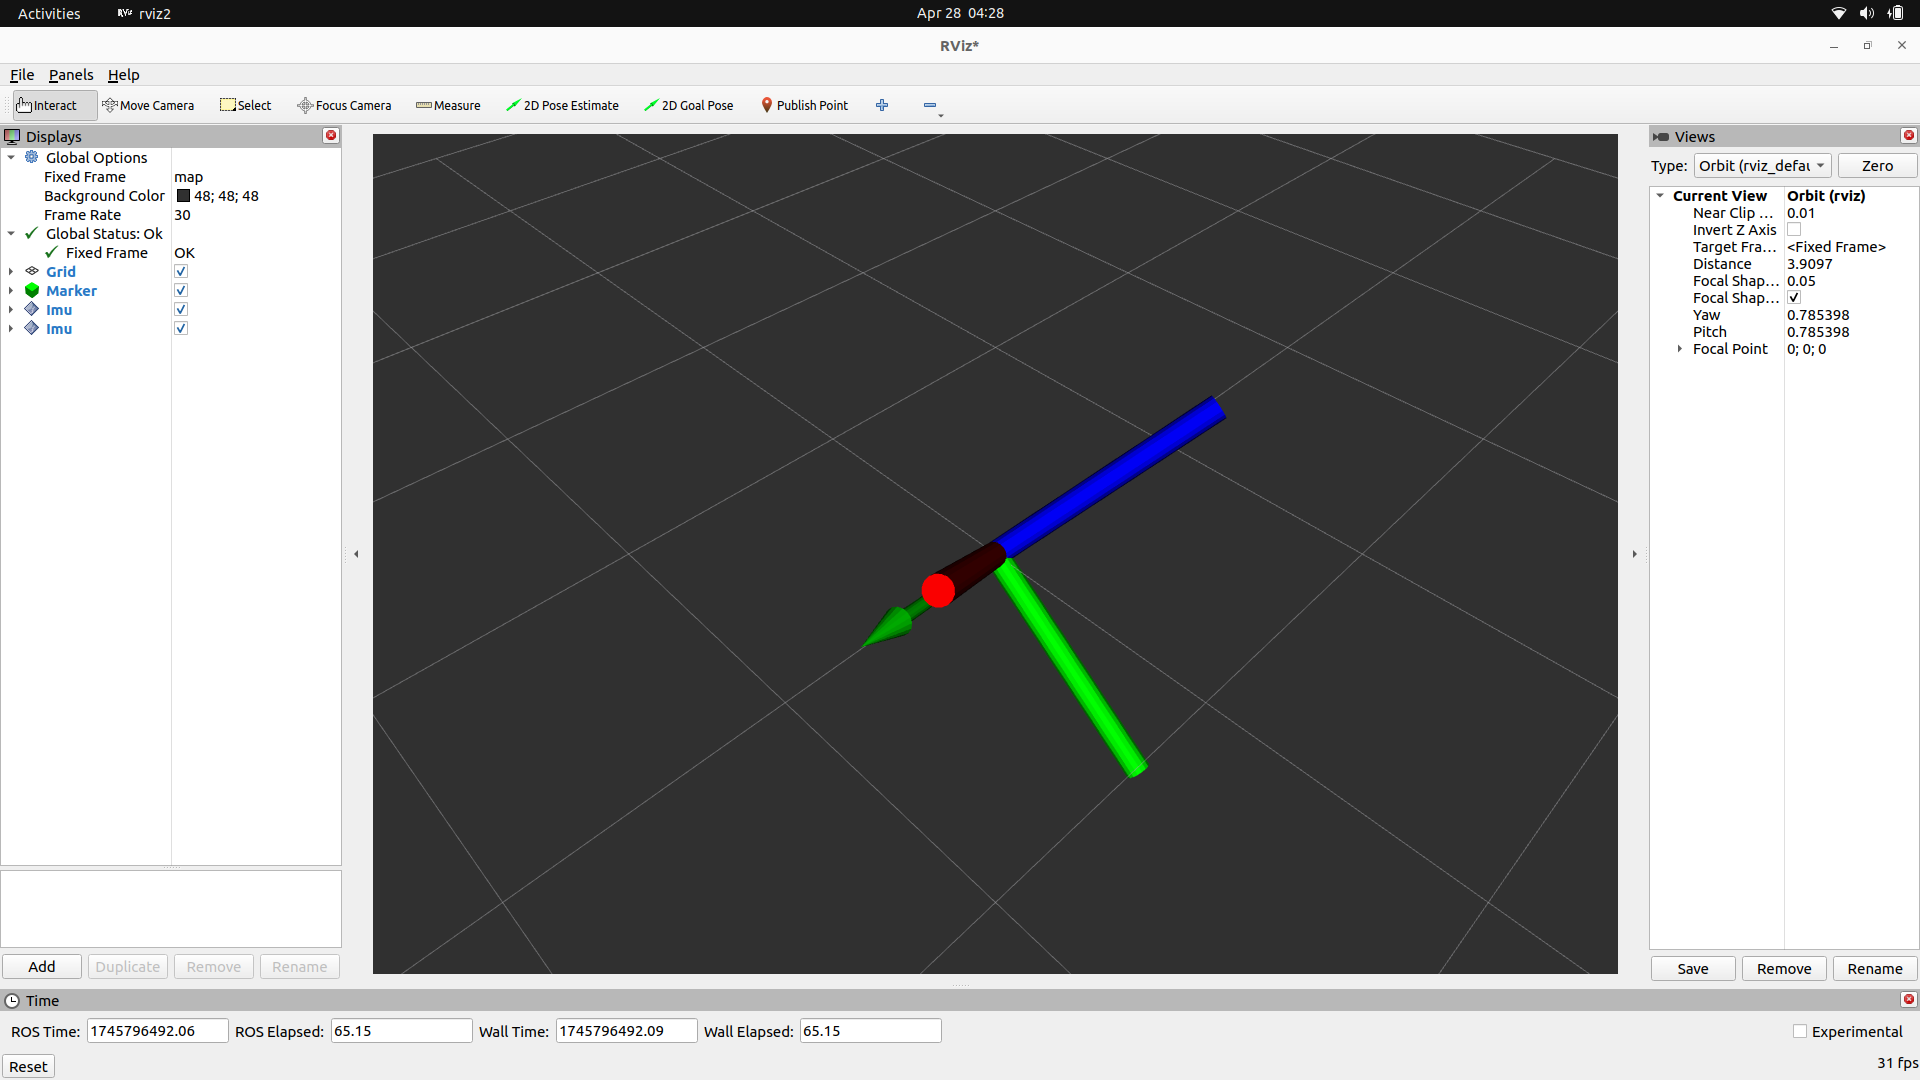 Activities RViz rviz2 Apr 28 04:28
RViz*
File Panels Help
Interact Move Camera Select Focus Camera Measure 2D Pose Estimate 2D Goal Pose Publish Point
Displays
Global Options
Fixed Frame map
Background Color 48; 48; 48
Frame Rate 30
Global Status: Ok
Fixed Frame OK
Grid
Marker
Imu
Imu
Add Duplicate Remove Rename
Views
Type: Orbit (rviz_defau Zero
Current View Orbit (rviz)
Near Clip ... 0.01
Invert Z Axis
Target Fra... <Fixed Frame>
Distance 3.9097
Focal Shap... 0.05
Focal Shap...
Yaw 0.785398
Pitch 0.785398
Focal Point 0; 0; 0
Save Remove Rename
Time
ROS Time: 1745796492.06 ROS Elapsed: 65.15 Wall Time: 1745796492.09 Wall Elapsed: 65.15 Experimental
Reset 31 fps